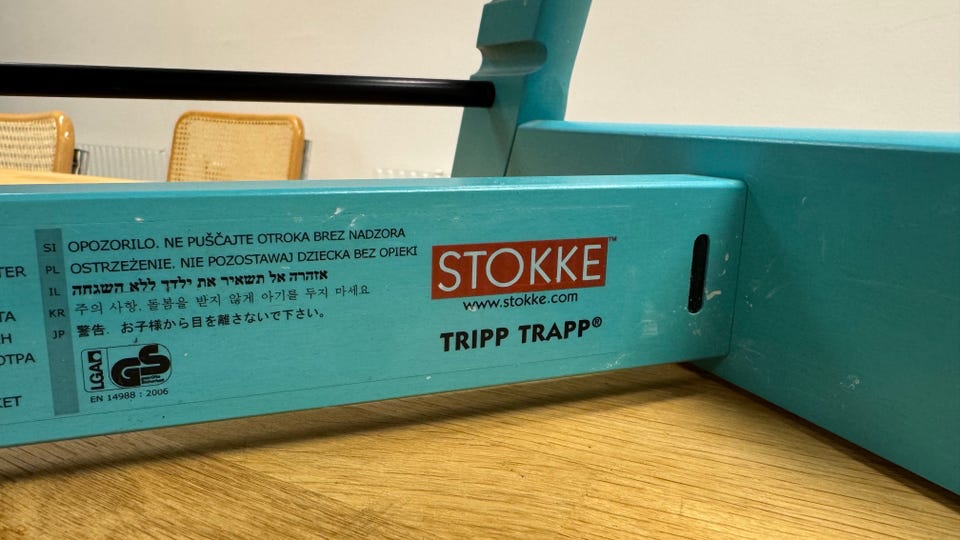 TER
TA
H
ОТРА
KET
SI OPOZORILO. NE PUŠČAJTE OTROKA BREZ NADZORA
PL OSTRZEŻENIE. NIE POZOSTAWAJ DZIECKA BEZ OPIEKI
IL אזהרה אל תשאיר את ילדך ללא השגחה
KR 주의 사항. 돌봄을 받지 않게 아기를 두지 마세요
JP 警告. お子様から目を離さないで下さい。
LGA
GS
EN 14988 : 2006
STOKKE™
www.stokke.com
TRIPP TRAPP®